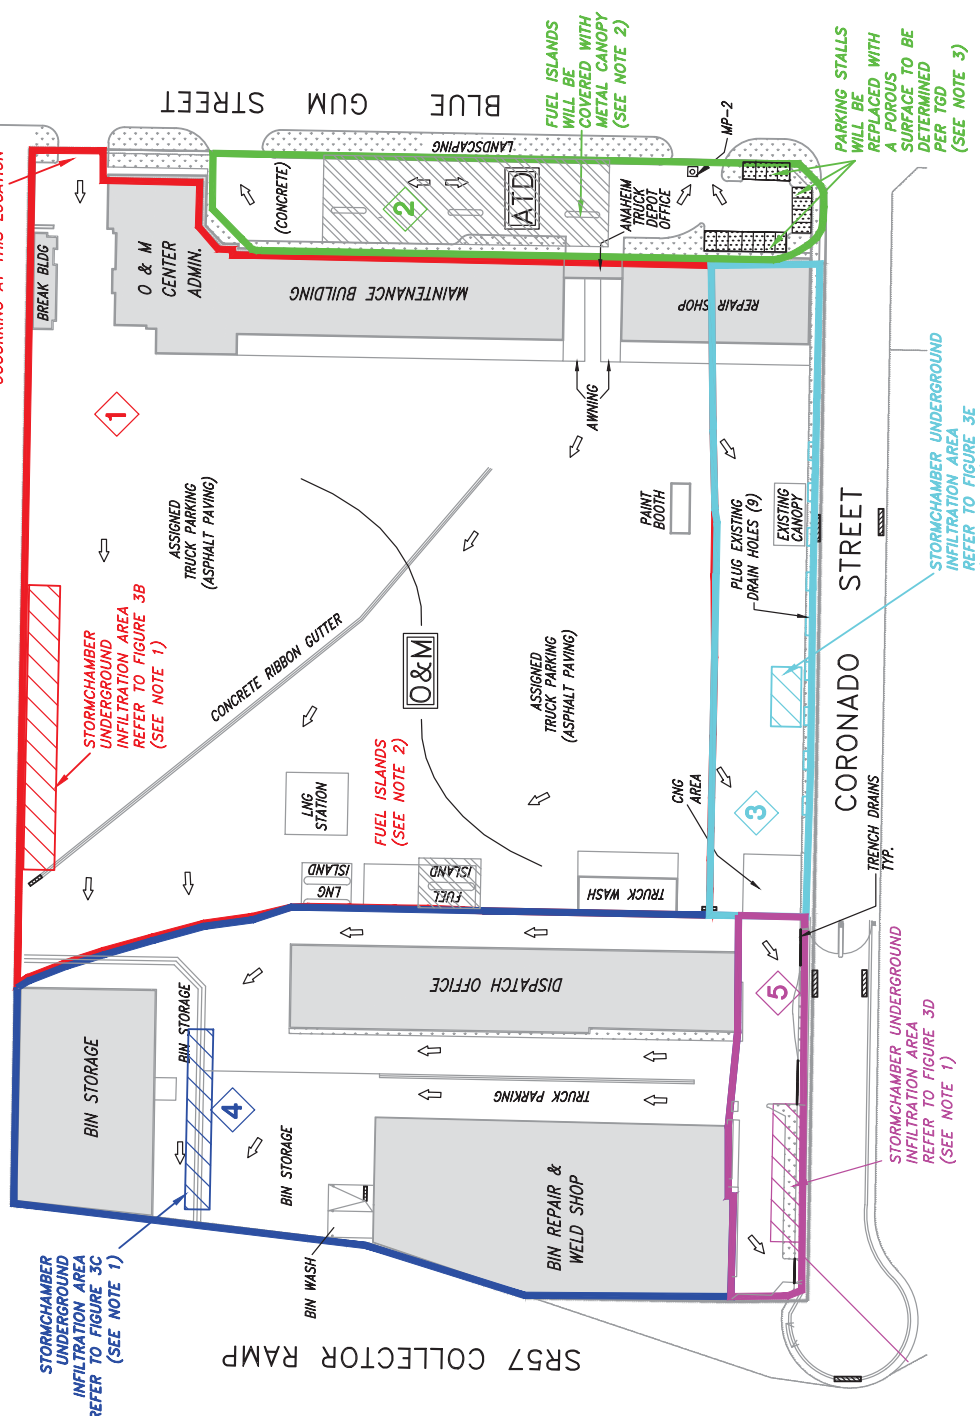 OCCURRING AT THIS LOCATION
BREAK BLDG
O & M
CENTER
ADMIN.
1
STORMCHAMBER
UNDERGROUND
INFILTRATION AREA
REFER TO FIGURE 3B
(SEE NOTE 1)
ASSIGNED
TRUCK PARKING
(ASPHALT PAVING)
CONCRETE RIBBON GUTTER
BLUE GUM STREET
(CONCRETE)
LANDSCAPING
2
ATD
FUEL ISLANDS
WILL BE
COVERED WITH
METAL CANOPY
(SEE NOTE 2)
ANAHEIM
TRUCK
DEPOT
OFFICE
MP-2
PARKING STALLS
WILL BE
REPLACED WITH
A POROUS
SURFACE TO BE
DETERMINED
PER TGD
(SEE NOTE 3)
MAINTENANCE BUILDING
REPAIR SHOP
AWNING
PAINT
BOOTH
PLUG EXISTING
DRAIN HOLES (9)
EXISTING
CANOPY
O&M
ASSIGNED
TRUCK PARKING
(ASPHALT PAVING)
LNG
STATION
FUEL ISLANDS
(SEE NOTE 2)
LNG
ISLAND
FUEL
ISLAND
TRUCK WASH
CNG
AREA
3
CORONADO STREET
STORMCHAMBER UNDERGROUND
INFILTRATION AREA
REFER TO FIGURE 3E
TRENCH DRAINS
TYP.
BIN STORAGE
BIN STORAGE
4
BIN STORAGE
DISPATCH OFFICE
TRUCK PARKING
BIN REPAIR &
WELD SHOP
BIN WASH
5
STORMCHAMBER
UNDERGROUND
INFILTRATION AREA
REFER TO FIGURE 3C
(SEE NOTE 1)
STORMCHAMBER UNDERGROUND
INFILTRATION AREA
REFER TO FIGURE 3D
(SEE NOTE 1)
SR57 COLLECTOR RAMP